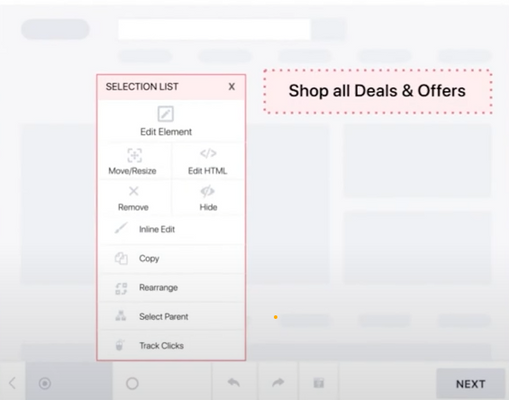 SELECTION LIST X
Shop all Deals & Offers
Edit Element
Move/Resize
Edit HTML
Remove
Hide
Inline Edit
Copy
Rearrange
Select Parent
Track Clicks
NEXT